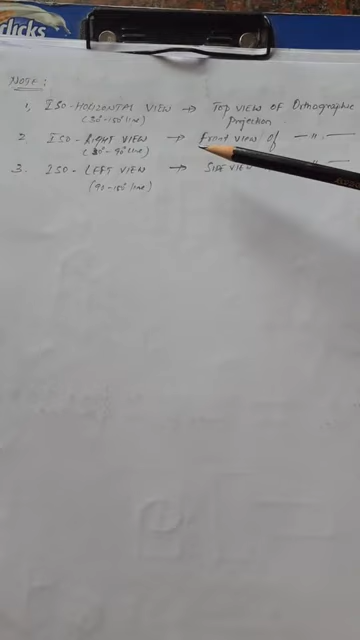 clicks
NOTE:
1, ISO-HORIZONTAL VIEW → TOP VIEW OF Orthographic
(30°-150° line) Projection.
2. ISO-RIGHT VIEW → Front VIEW of —"—
(30°-90° line)
3. ISO-LEFT VIEW → SIDE VIEW "—
(90-150° line)